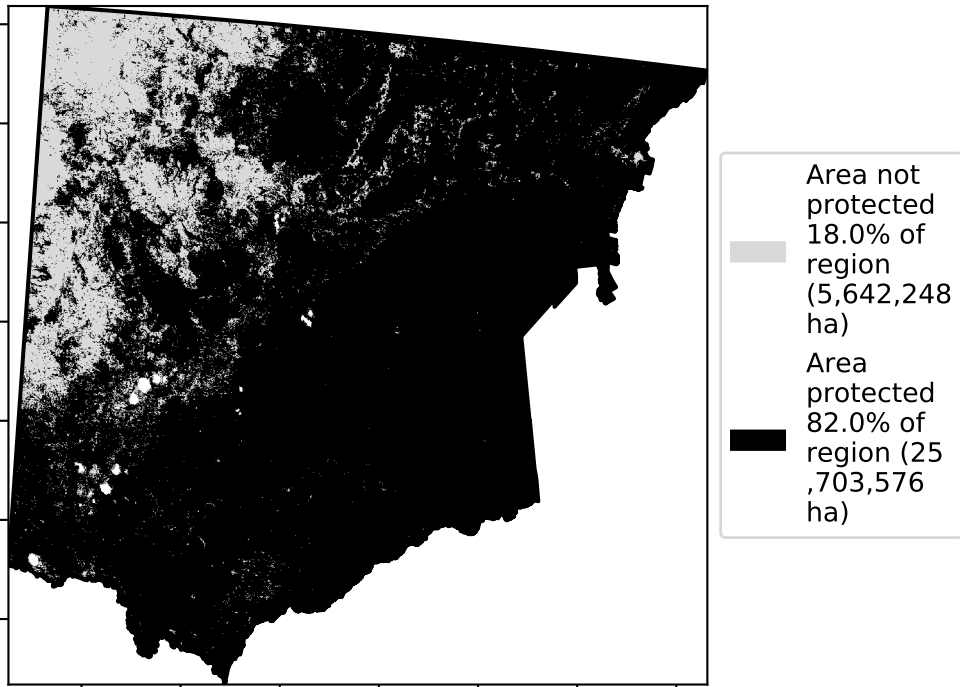 Area not
protected
18.0% of
region
(5,642,248
ha)
Area
protected
82.0% of
region (25
,703,576
ha)